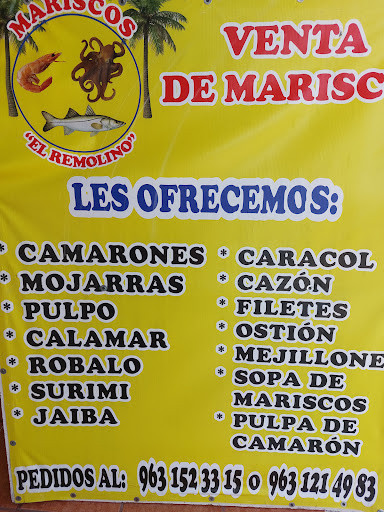 MARISCOS
"EL REMOLINO"
VENTA
DE MARISC
LES OFRECEMOS:
* CAMARONES
* MOJARRAS
* PULPO
* CALAMAR
* ROBALO
* SURIMI
* JAIBA
* CARACOL
* CAZÓN
* FILETES
* OSTIÓN
* MEJILLONE
* SOPA DE
MARISCOS
* PULPA DE
CAMARÓN
PEDIDOS AL: 963 152 33 15 o 963 121 49 83